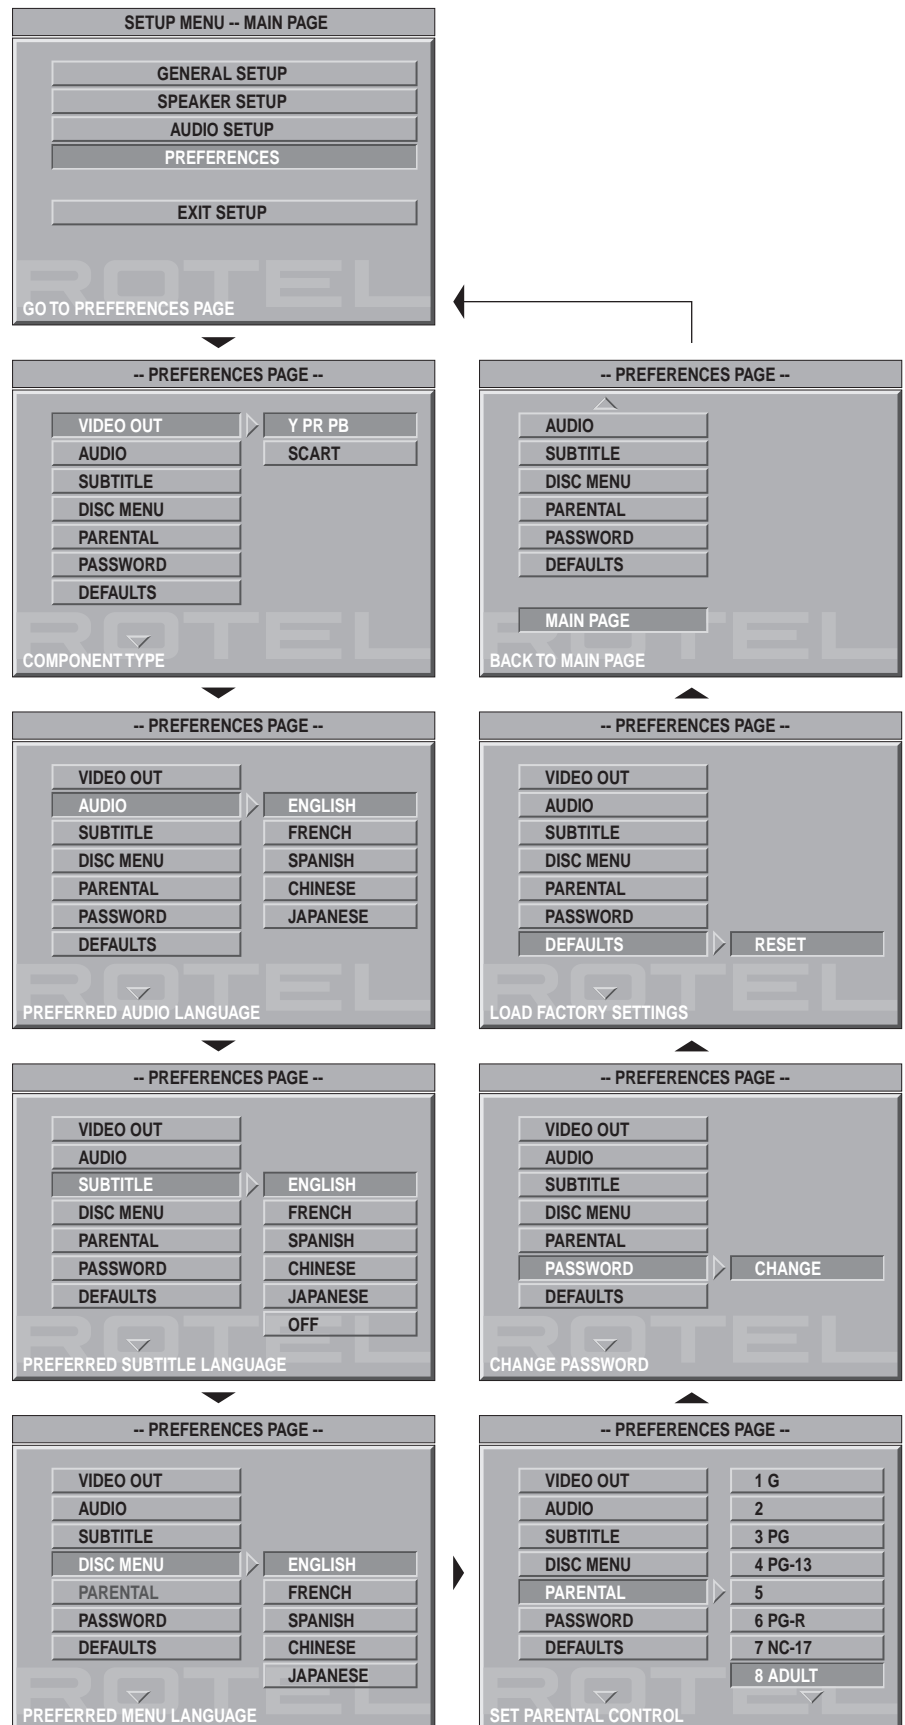 SETUP MENU -- MAIN PAGE
GENERAL SETUP
SPEAKER SETUP
AUDIO SETUP
PREFERENCES
EXIT SETUP
ROTEL
GO TO PREFERENCES PAGE
-- PREFERENCES PAGE --
VIDEO OUT Y PR PB
AUDIO SCART
SUBTITLE
DISC MENU
PARENTAL
PASSWORD
DEFAULTS
ROTEL
COMPONENT TYPE
-- PREFERENCES PAGE --
VIDEO OUT
AUDIO ENGLISH
SUBTITLE FRENCH
DISC MENU SPANISH
PARENTAL CHINESE
PASSWORD JAPANESE
DEFAULTS
ROTEL
PREFERRED AUDIO LANGUAGE
-- PREFERENCES PAGE --
VIDEO OUT
AUDIO
SUBTITLE ENGLISH
DISC MENU FRENCH
PARENTAL SPANISH
PASSWORD CHINESE
DEFAULTS JAPANESE
OFF
ROTEL
PREFERRED SUBTITLE LANGUAGE
-- PREFERENCES PAGE --
VIDEO OUT
AUDIO
SUBTITLE
DISC MENU ENGLISH
PARENTAL FRENCH
PASSWORD SPANISH
DEFAULTS CHINESE
JAPANESE
ROTEL
PREFERRED MENU LANGUAGE
-- PREFERENCES PAGE --
VIDEO OUT 1 G
AUDIO 2
SUBTITLE 3 PG
DISC MENU 4 PG-13
PARENTAL 5
PASSWORD 6 PG-R
DEFAULTS 7 NC-17
8 ADULT
ROTEL
SET PARENTAL CONTROL
-- PREFERENCES PAGE --
VIDEO OUT
AUDIO
SUBTITLE
DISC MENU
PARENTAL
PASSWORD CHANGE
DEFAULTS
ROTEL
CHANGE PASSWORD
-- PREFERENCES PAGE --
VIDEO OUT
AUDIO
SUBTITLE
DISC MENU
PARENTAL
PASSWORD
DEFAULTS RESET
ROTEL
LOAD FACTORY SETTINGS
-- PREFERENCES PAGE --
AUDIO
SUBTITLE
DISC MENU
PARENTAL
PASSWORD
DEFAULTS
MAIN PAGE
ROTEL
BACK TO MAIN PAGE